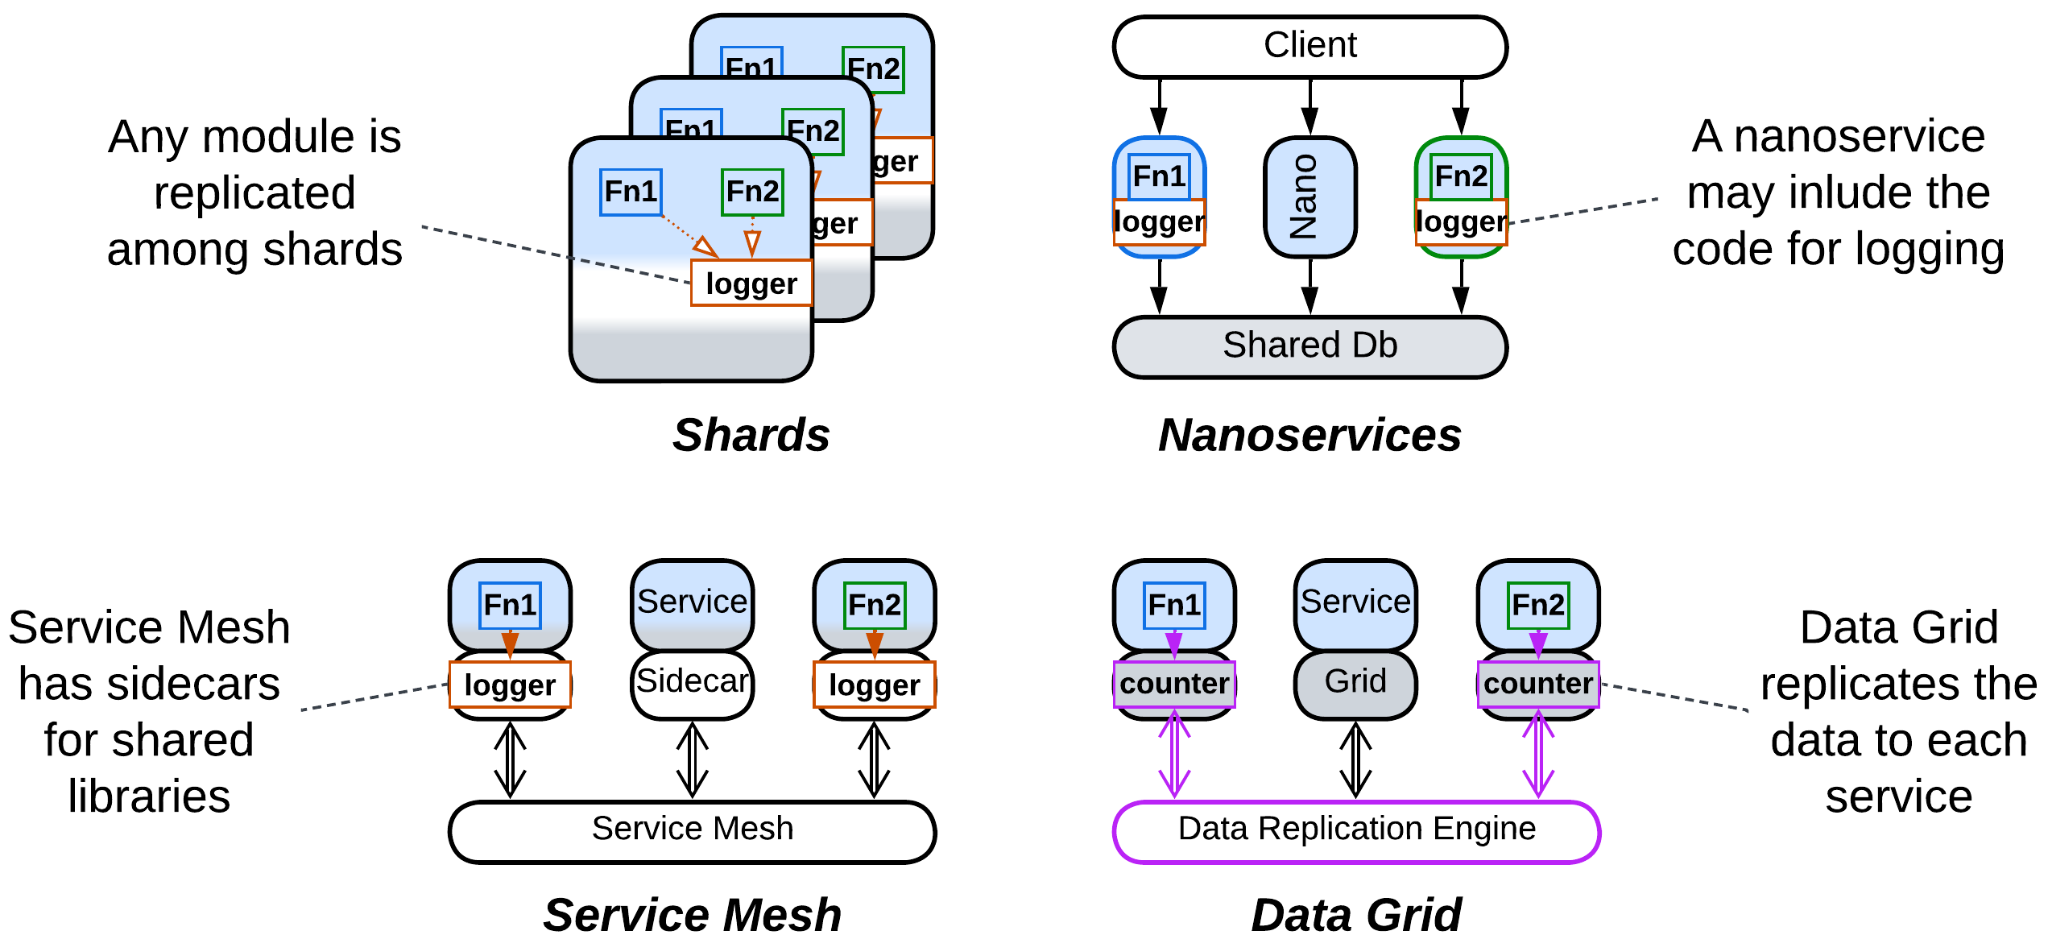 Any module is
replicated
among shards
Fn1
Fn2
Fn1
Fn2
gger
Fn1
Fn2
gger
logger
Shards
Client
Fn1
logger
Nano
Fn2
logger
Shared Db
A nanoservice
may inlude the
code for logging
Nanoservices
Service Mesh
has sidecars
for shared
libraries
Fn1
logger
Service
Sidecar
Fn2
logger
Service Mesh
Service Mesh
Fn1
counter
Service
Grid
Fn2
counter
Data Replication Engine
Data Grid
replicates the
data to each
service
Data Grid